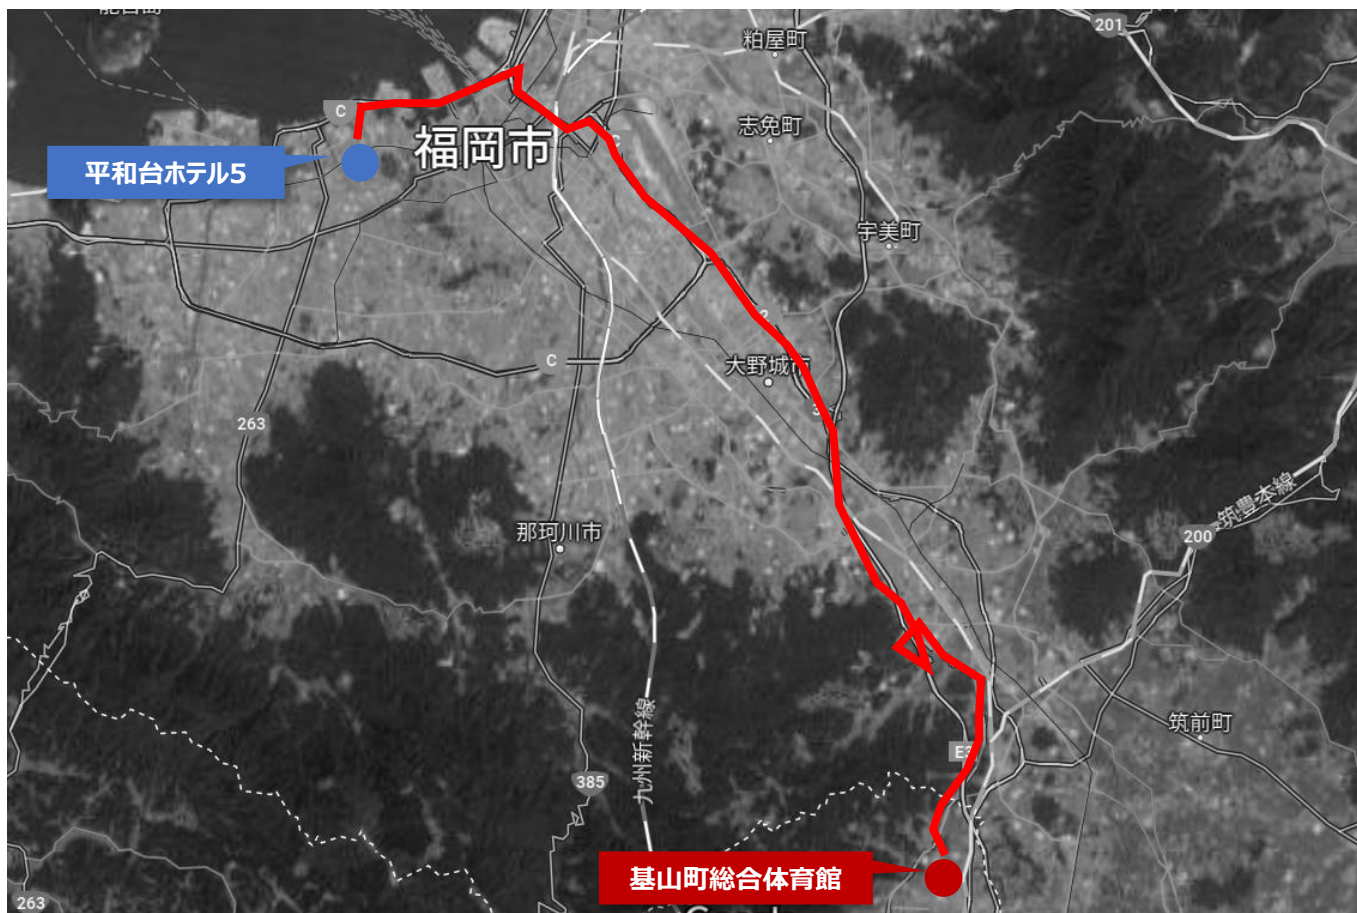 201
粕屋町
C
志免町
福岡市
C
平和台ホテル5
宇美町
大野城市
C
263
筑豊本線
那珂川市
200
筑前町
九州新幹線
E3
385
基山町総合体育館
263